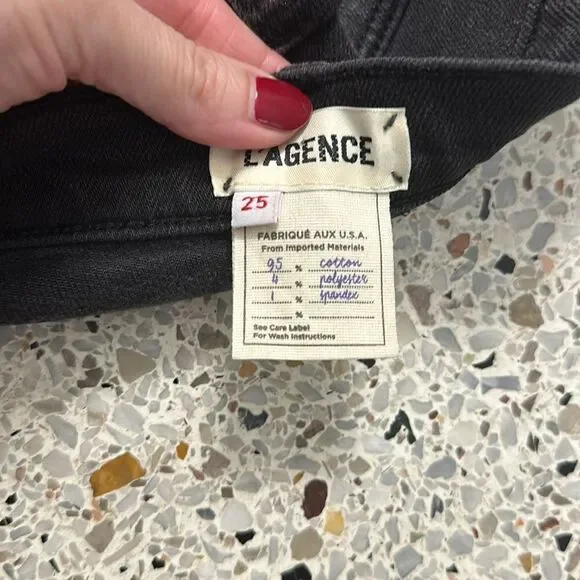 L'AGENCE
25
FABRIQUÉ AUX U.S.A.
From Imported Materials
95 % cotton
4 % polyester
1 % spandex
%
See Care Label
For Wash Instructions